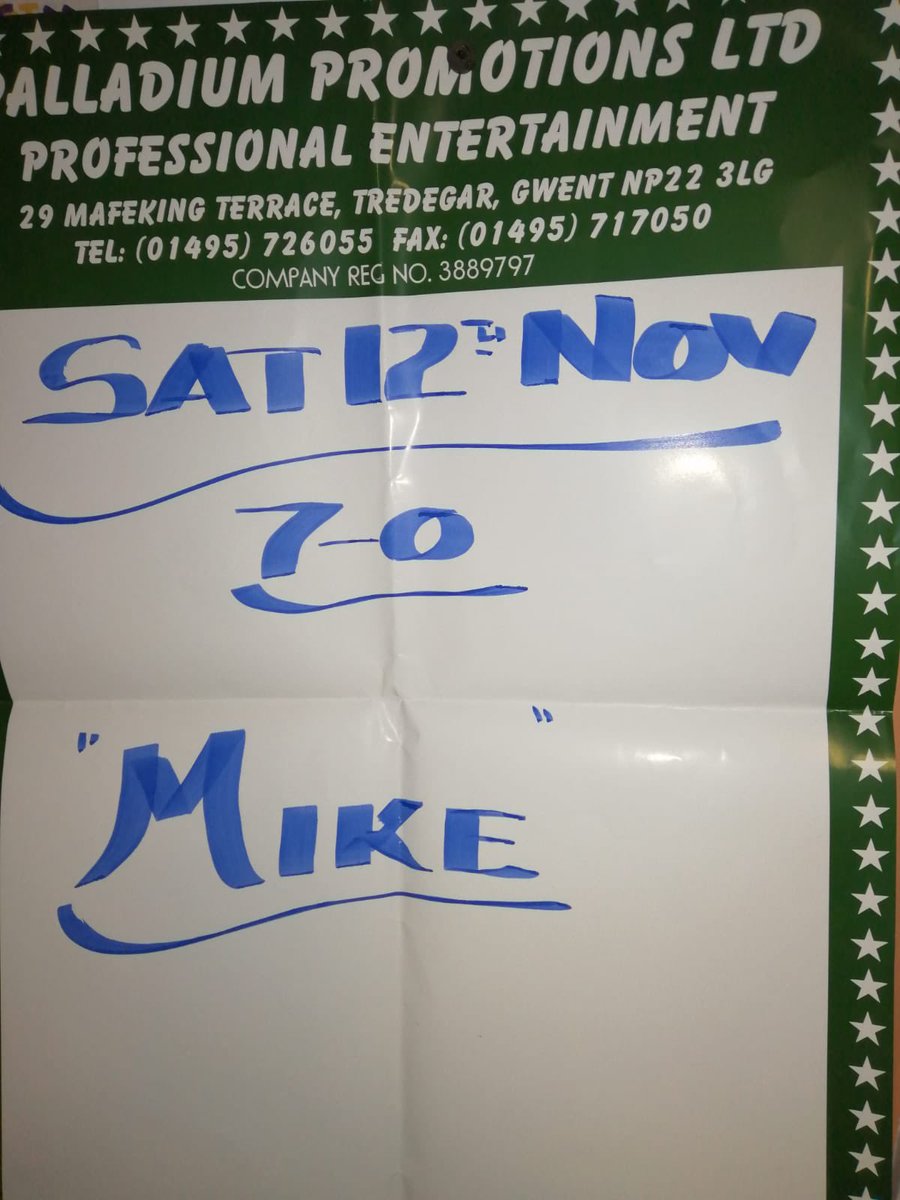 PALLADIUM PROMOTIONS LTD
PROFESSIONAL ENTERTAINMENT
29 MAFEKING TERRACE, TREDEGAR, GWENT NP22 3LG
TEL: (01495) 726055 FAX: (01495) 717050
COMPANY REG NO. 3889797
SAT 12TH NOV
7-0
"MIKE"